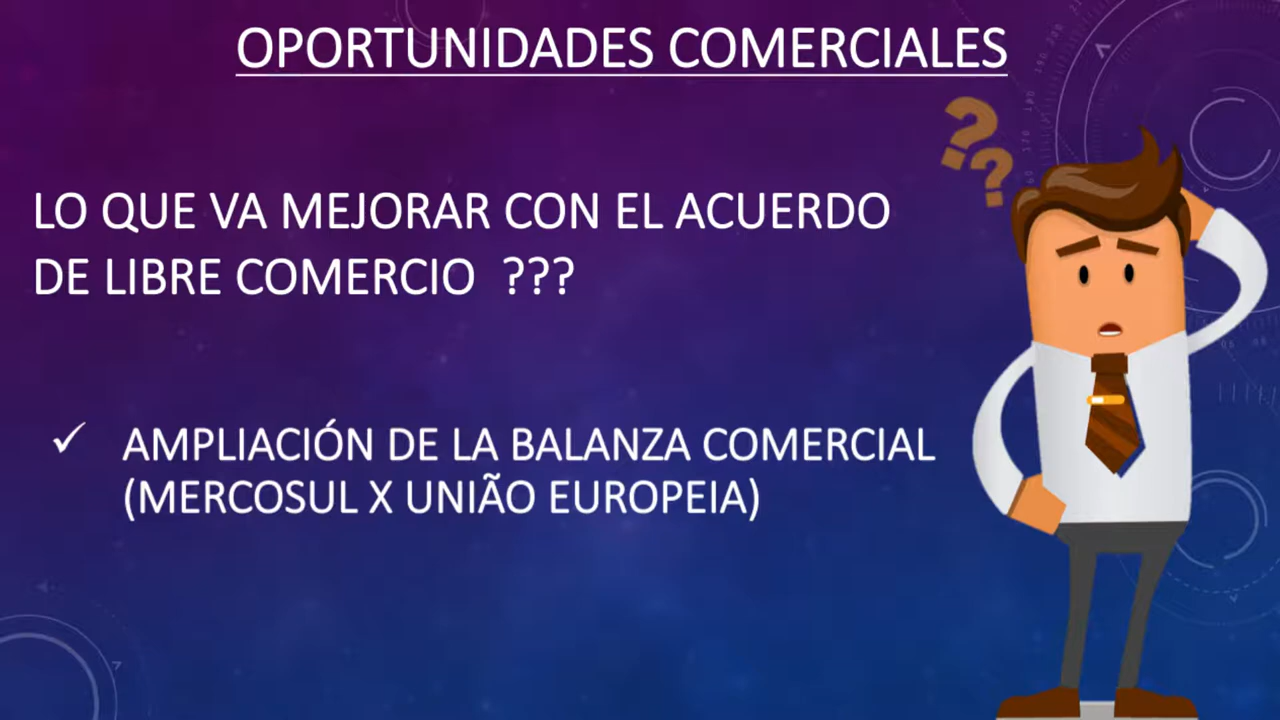 OPORTUNIDADES COMERCIALES
??
LO QUE VA MEJORAR CON EL ACUERDO
DE LIBRE COMERCIO ???
✓ AMPLIACIÓN DE LA BALANZA COMERCIAL
(MERCOSUL X UNIÃO EUROPEIA)